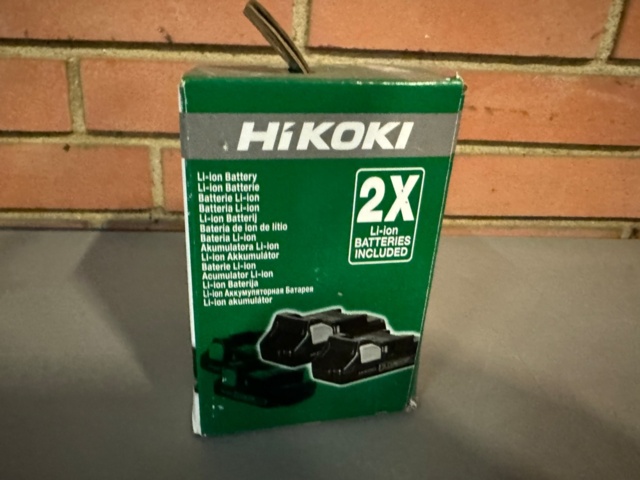 HiKOKI
Li-ion Battery
Li-ion Batterie
Batterie Li-ion
Batteria Li-ion
Li-ion Batterij
Bateria de ion de litio
Bateria Li-ion
Akumulatora Li-ion
Li-ion Akkumulátor
Baterie Li-ion
Acumulator Li-ion
Li-ion Baterija
Li-ion Аккумуляторная Батарея
Li-ion akumulátor
2X
Li-ion
BATTERIES
INCLUDED